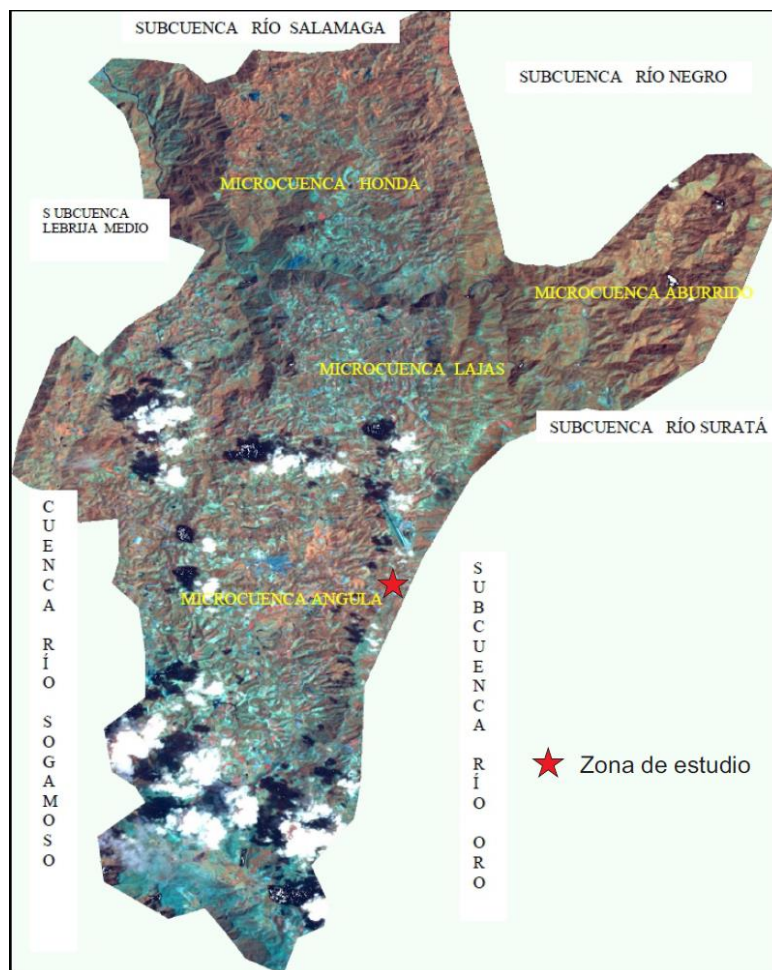 SUBCUENCA RÍO SALAMAGA
SUBCUENCA RÍO NEGRO
MICROCUENCA HONDA
S UBCUENCA
LEBRIJA MEDIO
MICROCUENCA ABURRIDO
MICROCUENCA LAJAS
SUBCUENCA RÍO SURATÁ
CUENCA RÍO SOGAMOSO
MICROCUENCA ANGULA
SUBCUENCA RÍO ORO
Zona de estudio